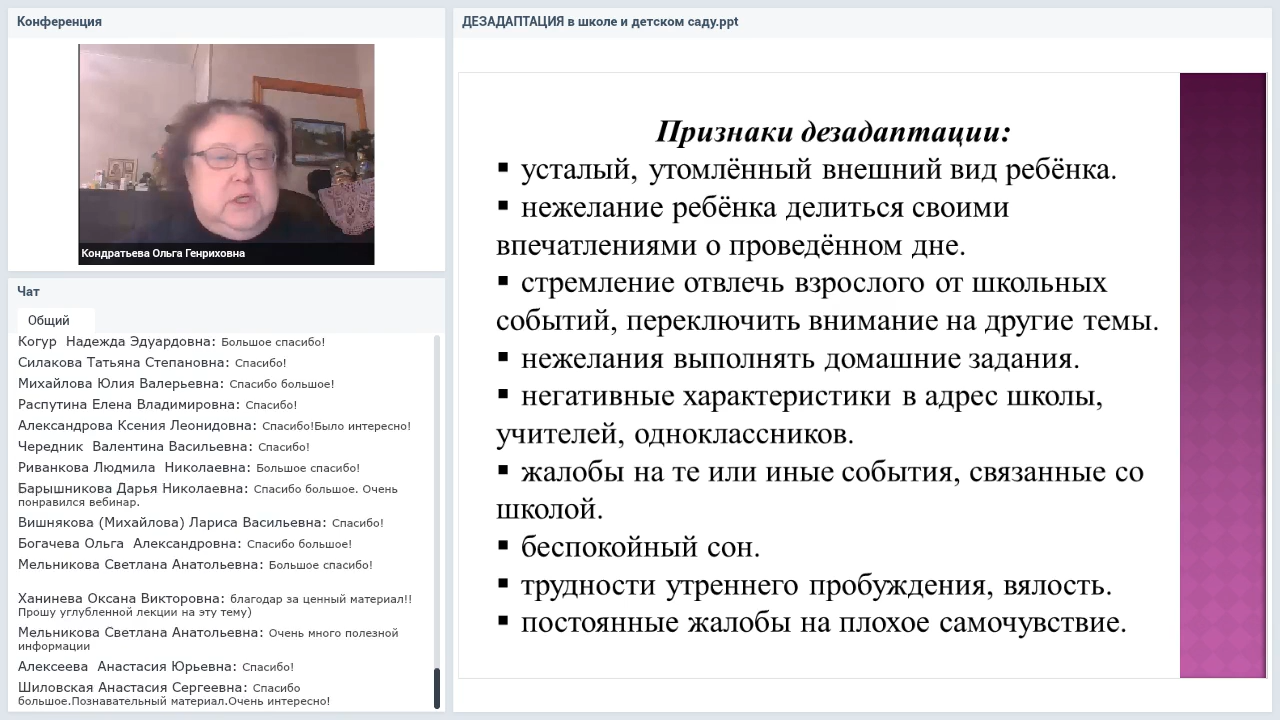 Конференция
Кондратьева Ольга Генриховна
Чат
Общий
Когур Надежда Эдуардовна: Большое спасибо!
Силакова Татьяна Степановна: Спасибо!
Михайлова Юлия Валерьевна: Спасибо большое!
Распутина Елена Владимировна: Спасибо!
Александрова Ксения Леонидовна: Спасибо!Было интересно!
Чередник Валентина Васильевна: Спасибо!
Риванкова Людмила Николаевна: Большое спасибо!
Барышникова Дарья Николаевна: Спасибо большое. Очень
понравился вебинар.
Вишнякова (Михайлова) Лариса Васильевна: Спасибо!
Богачева Ольга Александровна: Спасибо большое!
Мельникова Светлана Анатольевна: Большое спасибо!
Ханинева Оксана Викторовна: благодар за ценный материал!!
Прошу углубленной лекции на эту тему)
Мельникова Светлана Анатольевна: Очень много полезной
информации
Алексеева Анастасия Юрьевна: Спасибо!
Шиловская Анастасия Сергеевна: Спасибо
большое.Познавательный материал.Очень интересно!
ДЕЗАДАПТАЦИЯ в школе и детском саду.ppt
Признаки дезадаптации:
▪ усталый, утомлённый внешний вид ребёнка.
▪ нежелание ребёнка делиться своими
впечатлениями о проведённом дне.
▪ стремление отвлечь взрослого от школьных
событий, переключить внимание на другие темы.
▪ нежелания выполнять домашние задания.
▪ негативные характеристики в адрес школы,
учителей, одноклассников.
▪ жалобы на те или иные события, связанные со
школой.
▪ беспокойный сон.
▪ трудности утреннего пробуждения, вялость.
▪ постоянные жалобы на плохое самочувствие.